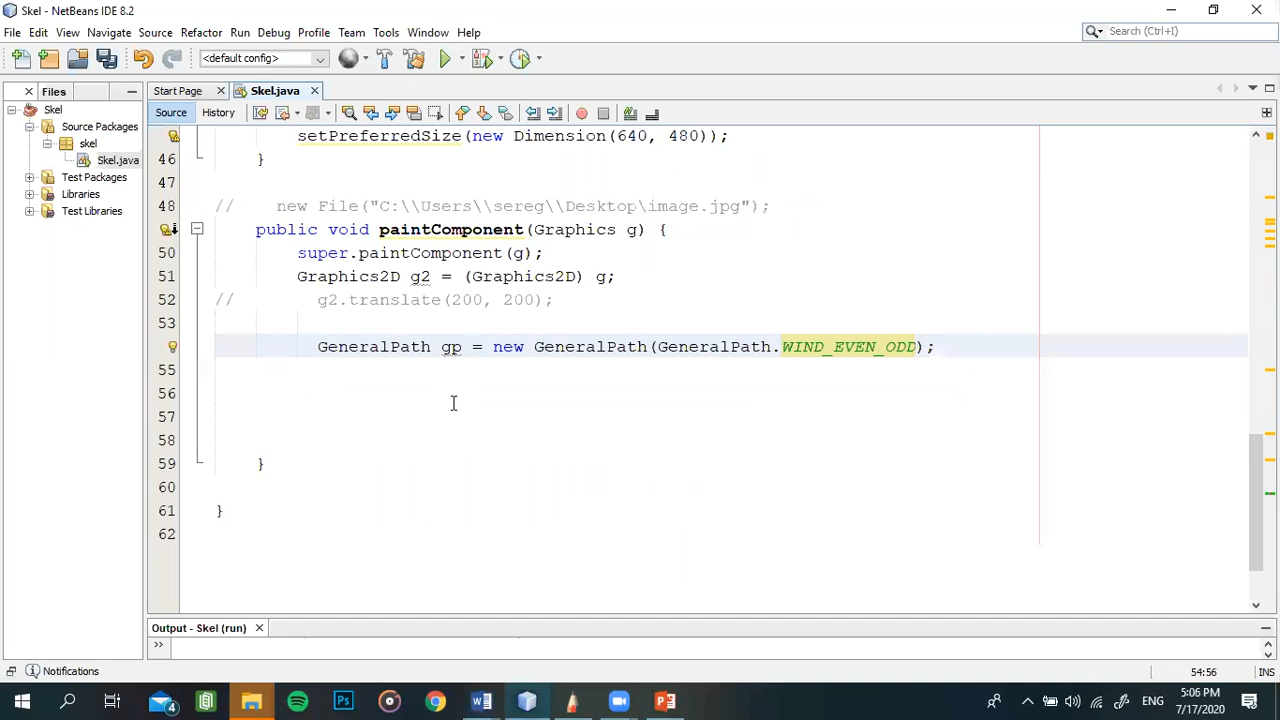 Skel - NetBeans IDE 8.2
File Edit View Navigate Source Refactor Run Debug Profile Team Tools Window Help
Search (Ctrl+I)
<default config>
Files
Start Page
Skel.java
Source
History
Skel
Source Packages
skel
Skel.java
Test Packages
Libraries
Test Libraries
setPreferredSize(new Dimension(640, 480));
46 }
47
48 // new File("C:\\Users\\sereg\\Desktop\image.jpg");
public void paintComponent(Graphics g) {
50 super.paintComponent(g);
51 Graphics2D g2 = (Graphics2D) g;
52 // g2.translate(200, 200);
53
GeneralPath gp = new GeneralPath(GeneralPath.WIND_EVEN_ODD);
55
56
57
58
59 }
60
61 }
62
Output - Skel (run)
>>
Notifications
54:56
INS
4
ENG
5:06 PM
7/17/2020